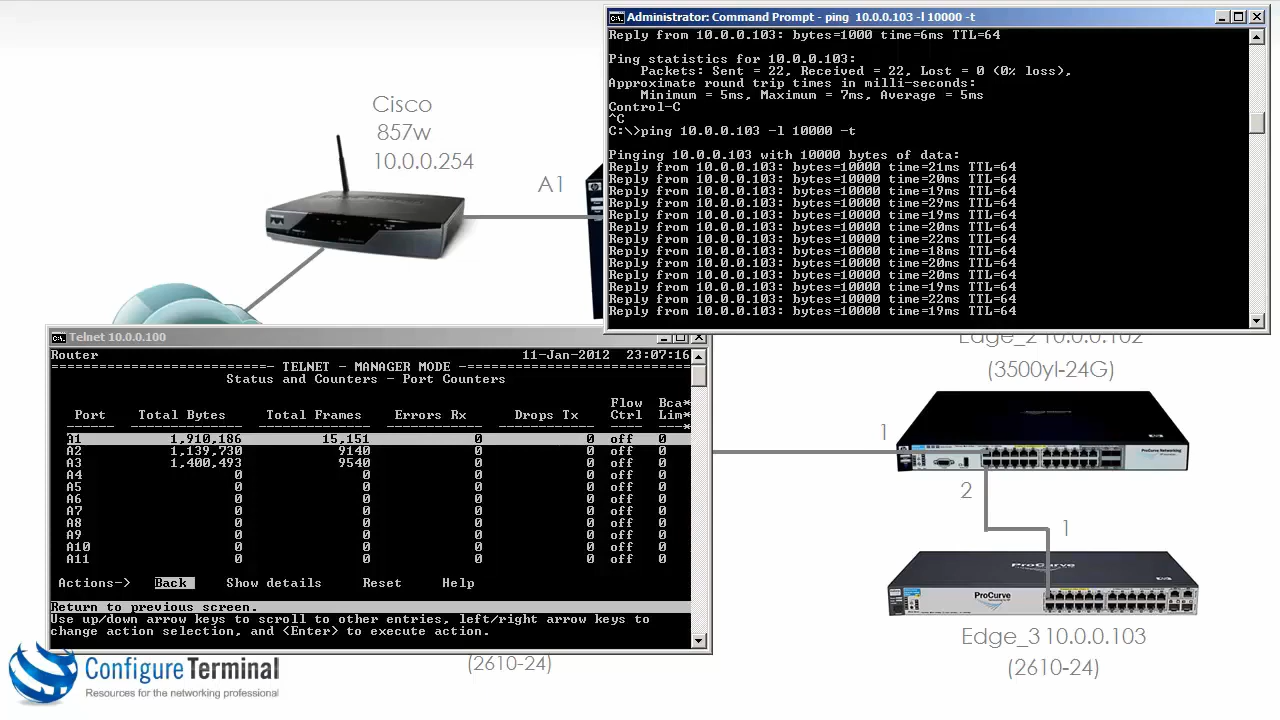 Administrator: Command Prompt - ping 10.0.0.103 -l 10000 -t
Reply from 10.0.0.103: bytes=1000 time=6ms TTL=64
Ping statistics for 10.0.0.103:
Packets: Sent = 22, Received = 22, Lost = 0 (0% loss),
Approximate round trip times in milli-seconds:
Minimum = 5ms, Maximum = 7ms, Average = 5ms
Control-C
^C
C:\>ping 10.0.0.103 -l 10000 -t
Pinging 10.0.0.103 with 10000 bytes of data:
Reply from 10.0.0.103: bytes=10000 time=21ms TTL=64
Reply from 10.0.0.103: bytes=10000 time=20ms TTL=64
Reply from 10.0.0.103: bytes=10000 time=19ms TTL=64
Reply from 10.0.0.103: bytes=10000 time=29ms TTL=64
Reply from 10.0.0.103: bytes=10000 time=19ms TTL=64
Reply from 10.0.0.103: bytes=10000 time=20ms TTL=64
Reply from 10.0.0.103: bytes=10000 time=22ms TTL=64
Reply from 10.0.0.103: bytes=10000 time=18ms TTL=64
Reply from 10.0.0.103: bytes=10000 time=20ms TTL=64
Reply from 10.0.0.103: bytes=10000 time=20ms TTL=64
Reply from 10.0.0.103: bytes=10000 time=19ms TTL=64
Reply from 10.0.0.103: bytes=10000 time=22ms TTL=64
Reply from 10.0.0.103: bytes=10000 time=19ms TTL=64
Cisco
857w
10.0.0.254
A1
Telnet 10.0.0.100
Router 11-Jan-2012 23:07:16
==========================- TELNET - MANAGER MODE -============================
Status and Counters - Port Counters
Flow Bca*
Port Total Bytes Total Frames Errors Rx Drops Tx Ctrl Lim*
A1 1,910,186 15,151 0 0 off 0
A2 1,139,730 9140 0 0 off 0
A3 1,400,493 9540 0 0 off 0
A4 0 0 0 0 off 0
A5 0 0 0 0 off 0
A6 0 0 0 0 off 0
A7 0 0 0 0 off 0
A8 0 0 0 0 off 0
A9 0 0 0 0 off 0
A10 0 0 0 0 off 0
A11 0 0 0 0 off 0
Actions-> Back Show details Reset Help
Return to previous screen.
Use up/down arrow keys to scroll to other entries, left/right arrow keys to
change action selection, and <Enter> to execute action.
Edge_2 10.0.0.102
(3500yl-24G)
1
ProCurve Networking
2
1
ProCurve
ProCurve
Edge_3 10.0.0.103
(2610-24)
(2610-24)
Configure Terminal
Resources for the networking professional